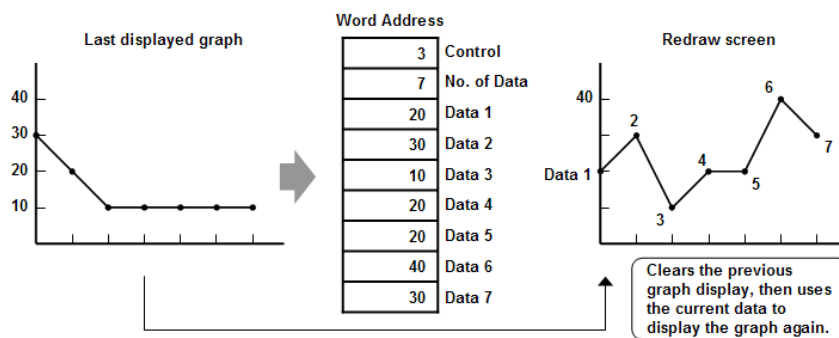 Last displayed graph
40
30
20
10
Word Address
3 Control
7 No. of Data
20 Data 1
30 Data 2
10 Data 3
20 Data 4
20 Data 5
40 Data 6
30 Data 7
Redraw screen
40
Data 1
2
3
4
5
6
7
Clears the previous
graph display, then uses
the current data to
display the graph again.